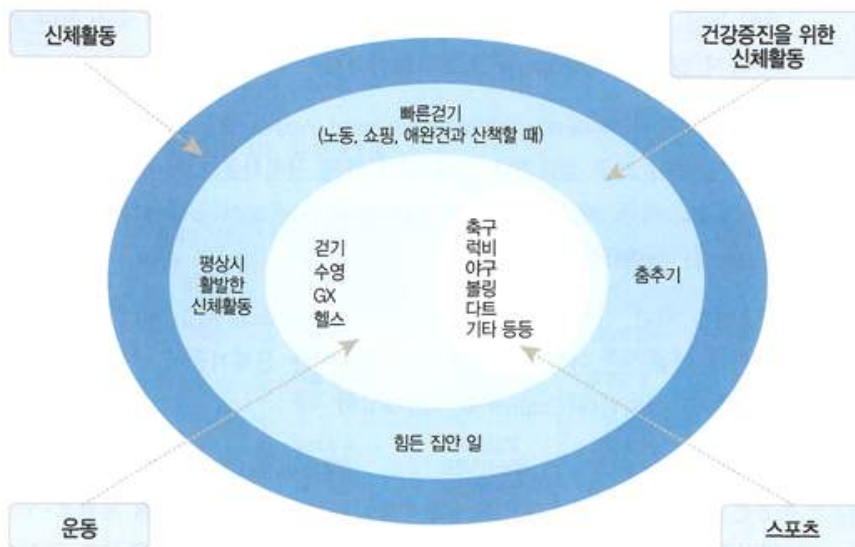 신체활동
건강증진을 위한
신체활동
빠른걷기
(노동, 쇼핑, 애완견과 산책할 때)
평상시
활발한
신체활동
걷기
수영
GX
헬스
축구
럭비
야구
볼링
다트
기타 등등
춤추기
힘든 집안 일
운동
스포츠